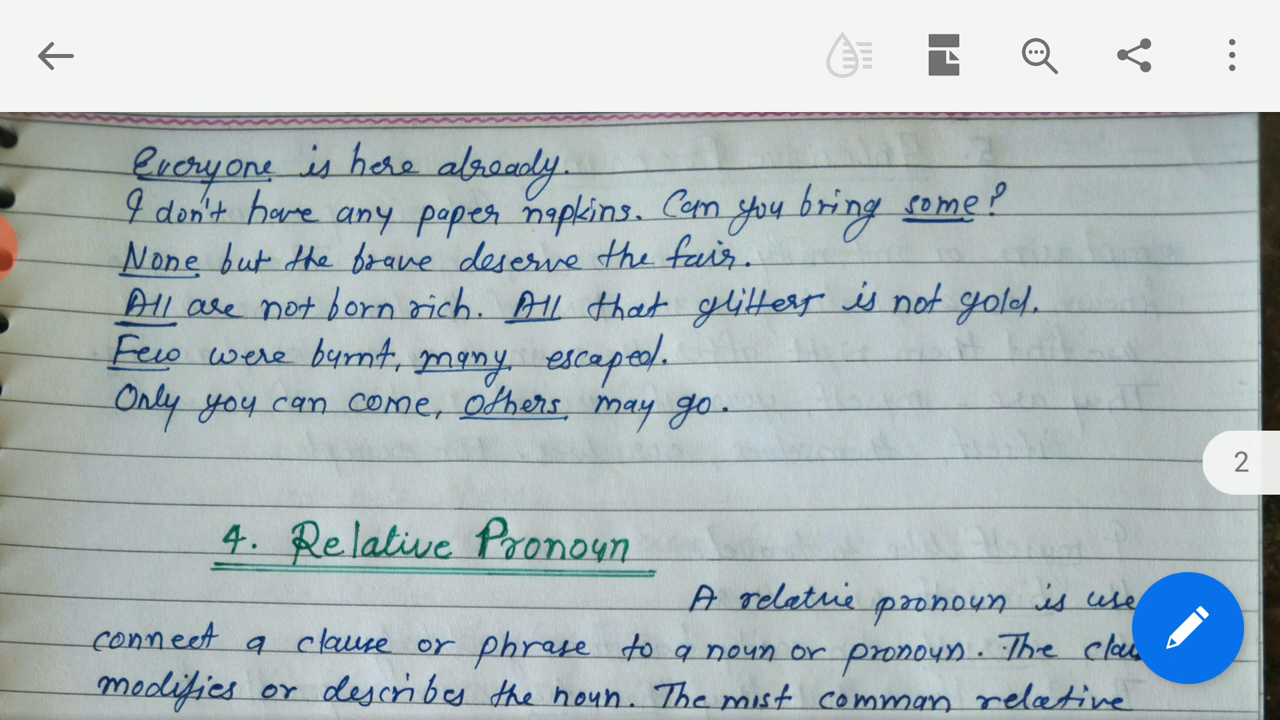 Everyone is here already.
I don't have any paper napkins. Can you bring some?
None but the brave deserve the fair.
All are not born rich. All that glitters is not gold.
Few were burnt, many escaped.
Only you can come, others may go.
2
4. Relative Pronoun
A relative pronoun is use
connect a clause or phrase to a noun or pronoun. The clau
modifies or describes the noun. The mist comman relative